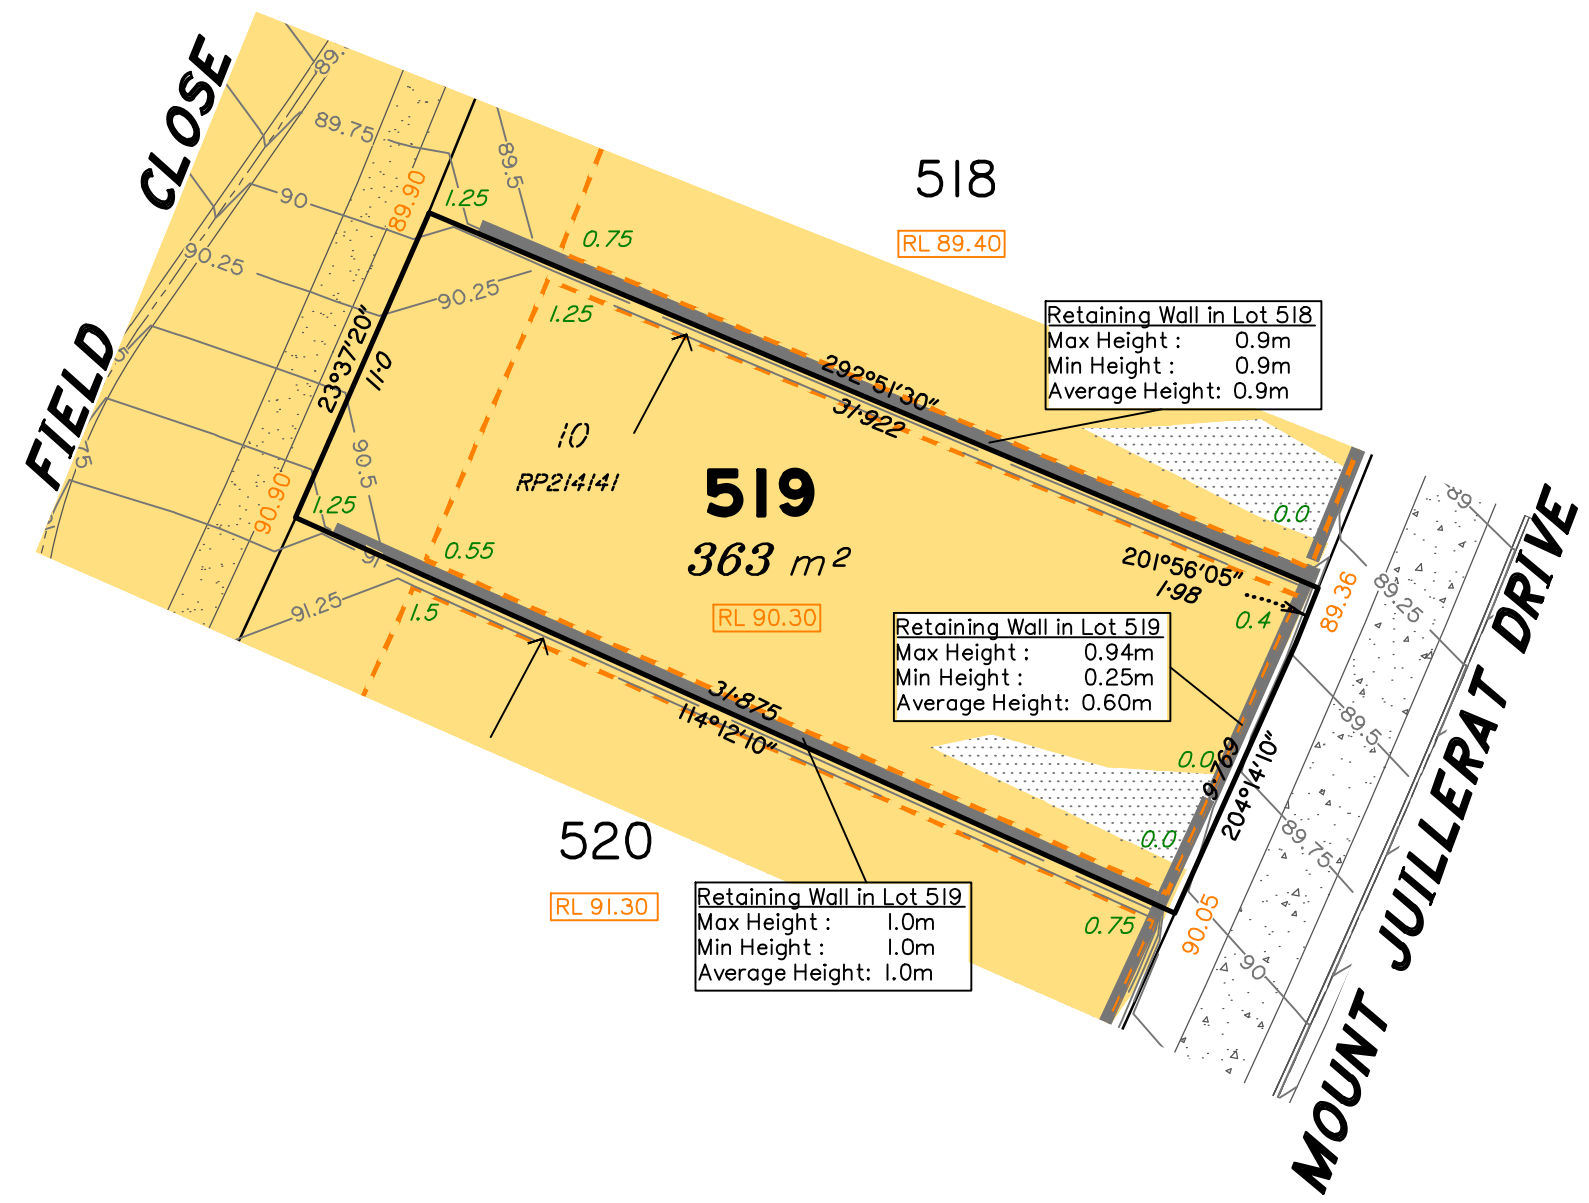 FIELD CLOSE
89.
89.75
89.5
90
89.90
1.25
0.75
518
RL 89.40
90.25
90.25
1.25
Retaining Wall in Lot 518
Max Height : 0.9m
Min Height : 0.9m
Average Height: 0.9m
23°37'20"
11·0
292°51'30"
31·922
10
RP214141
519
363 m²
RL 90.30
75
90.5
90.90
1.25
0.55
91
91.25
1.5
0.0
201°56'05"
1·98
0.4
89.36
89
89.25
89.5
89.75
90
Retaining Wall in Lot 519
Max Height : 0.94m
Min Height : 0.25m
Average Height: 0.60m
31·875
114°12'10"
0.0
9·769
204°14'10"
0.0
520
RL 91.30
Retaining Wall in Lot 519
Max Height : 1.0m
Min Height : 1.0m
Average Height: 1.0m
0.75
90.05
MOUNT JUILLERAT DRIVE